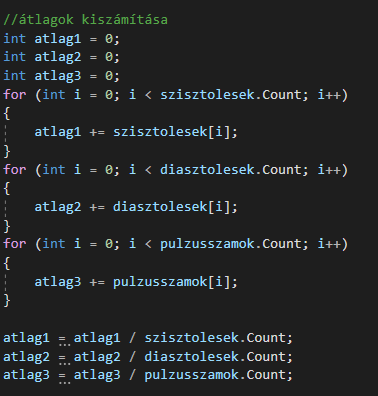 //átlagok kiszámítása
int atlag1 = 0;
int atlag2 = 0;
int atlag3 = 0;
for (int i = 0; i < szisztolesek.Count; i++)
{
    atlag1 += szisztolesek[i];
}
for (int i = 0; i < diasztolesek.Count; i++)
{
    atlag2 += diasztolesek[i];
}
for (int i = 0; i < pulzusszamok.Count; i++)
{
    atlag3 += pulzusszamok[i];
}

atlag1 = atlag1 / szisztolesek.Count;
atlag2 = atlag2 / diasztolesek.Count;
atlag3 = atlag3 / pulzusszamok.Count;